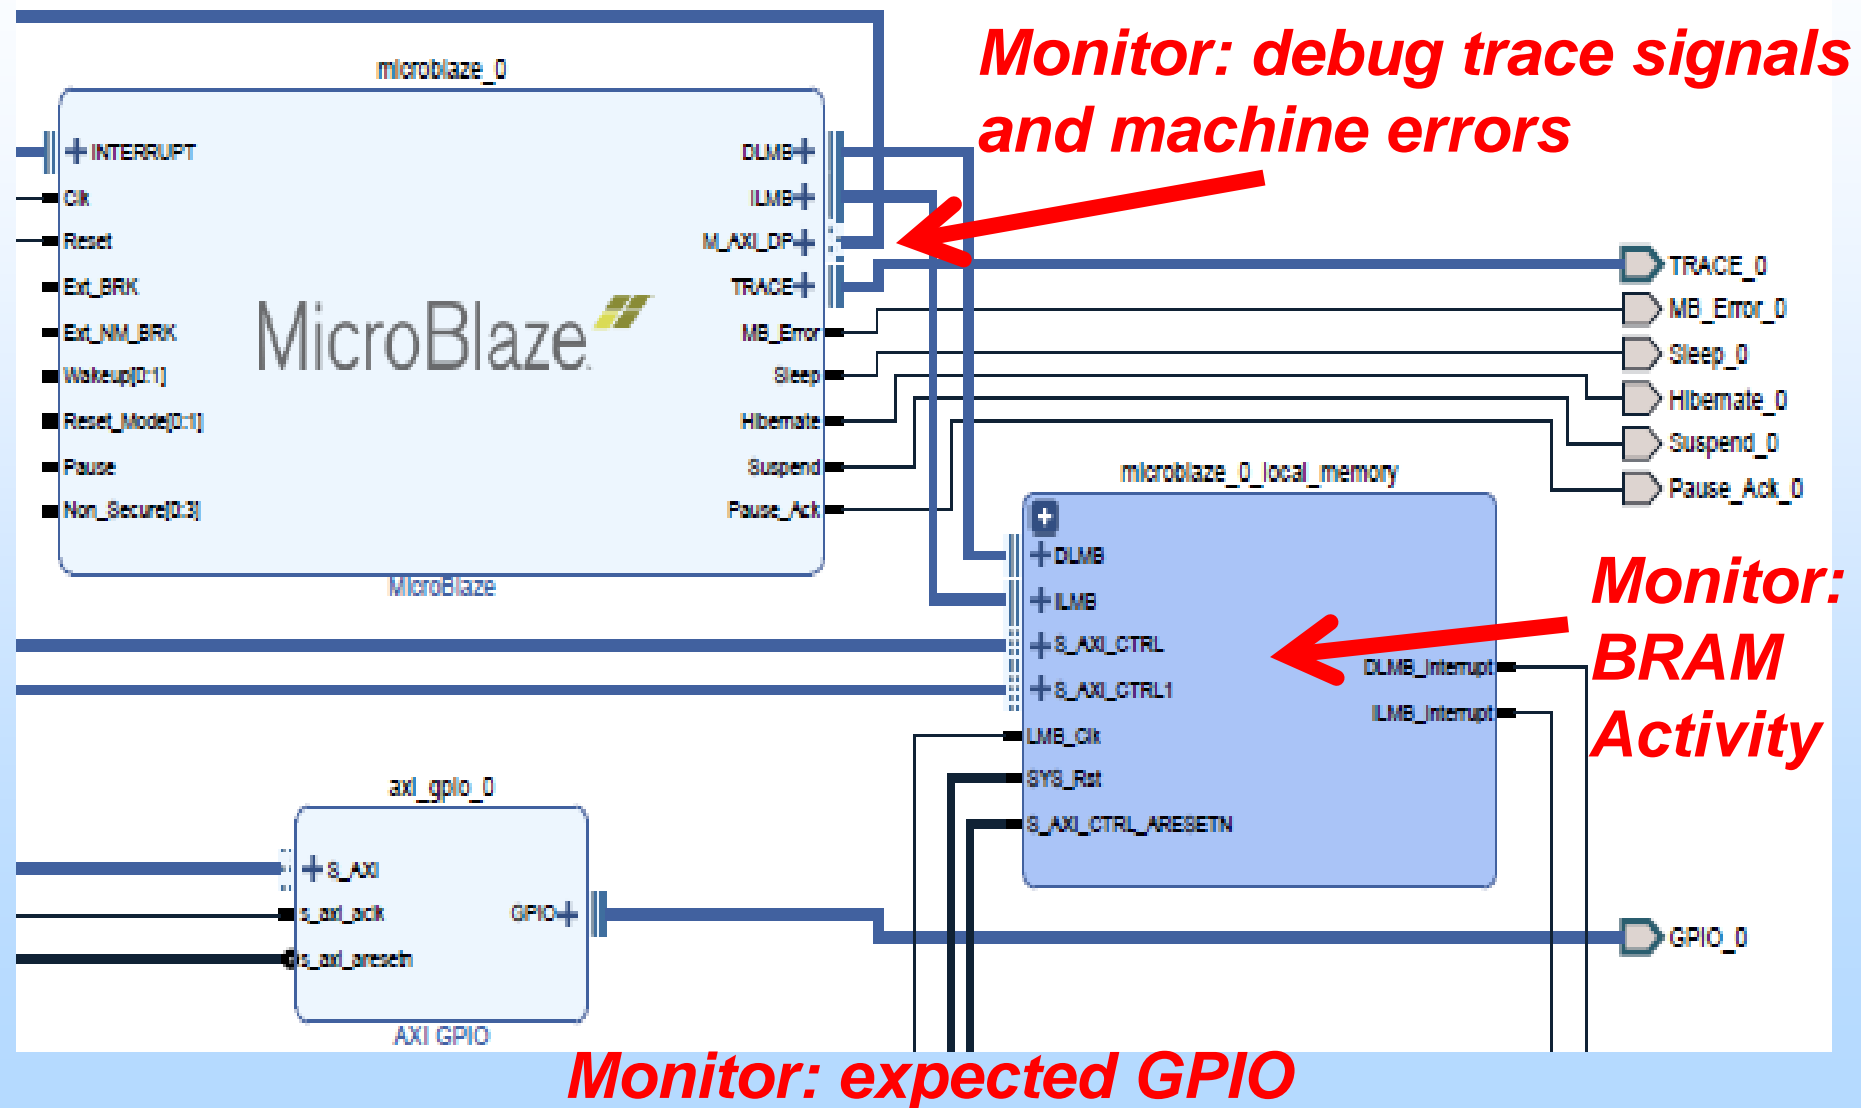 Monitor: debug trace signals
and machine errors
microblaze_0
INTERRUPT
Clk
Reset
Ext_BRK
Ext_NM_BRK
Wakeup[0:1]
Reset_Mode[0:1]
Pause
Non_Secure[0:3]
MicroBlaze
DLMB
ILMB
M_AXI_DP
TRACE
MB_Error
Sleep
Hibernate
Suspend
Pause_Ack
MicroBlaze
TRACE_0
MB_Error_0
Sleep_0
Hibernate_0
Suspend_0
Pause_Ack_0
microblaze_0_local_memory
DLMB
ILMB
S_AXI_CTRL
S_AXI_CTRL1
LMB_Clk
SYS_Rst
S_AXI_CTRL_ARESETN
DLMB_Interrupt
ILMB_Interrupt
Monitor:
BRAM
Activity
axi_gpio_0
S_AXI
s_axi_aclk
s_axi_aresetn
GPIO
AXI GPIO
GPIO_0
Monitor: expected GPIO